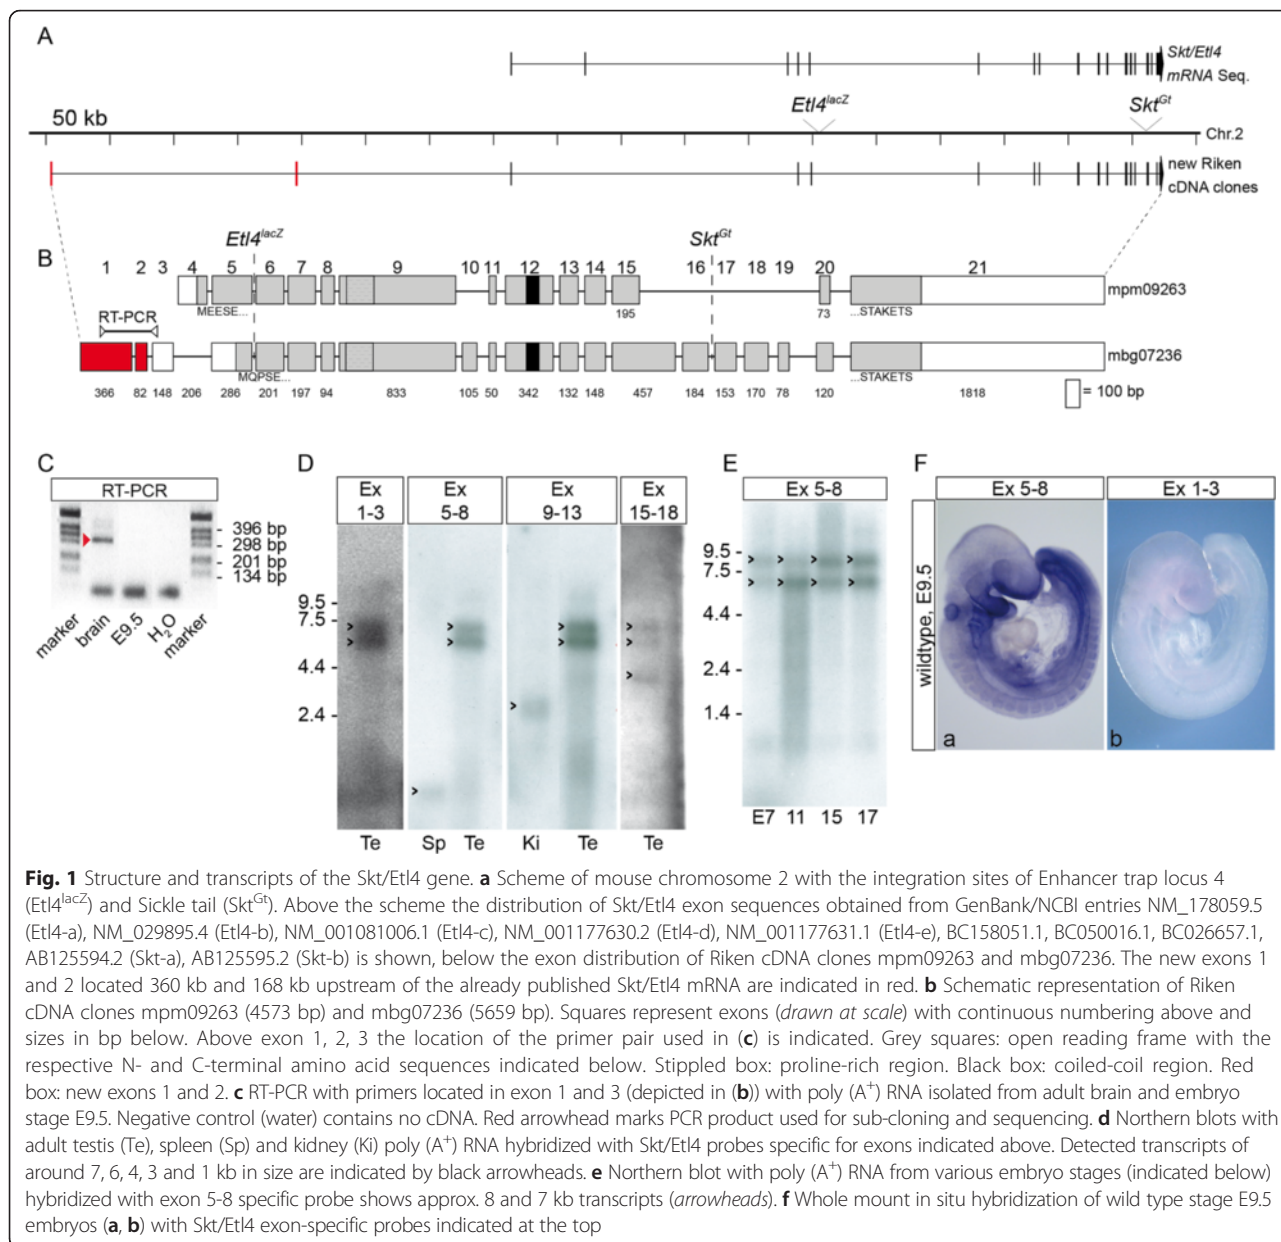 A
Skt/Etl4
mRNA Seq.
50 kb
Etl4lacZ
SktGt
Chr.2
new Riken
cDNA clones
Etl4lacZ
SktGt
B
1 2 3 4 5 6 7 8 9 10 11 12 13 14 15 16 17 18 19 20 21
mpm09263
MEESE...
195
73
...STAKETS
RT-PCR
mbg07236
MQPSE...
...STAKETS
366 82 148 206 286 201 197 94 833 105 50 342 132 148 457 184 153 170 78 120 1818
= 100 bp
C
RT-PCR
396 bp
298 bp
201 bp
134 bp
marker brain E9.5 H2O marker
D
Ex 1-3
Ex 5-8
Ex 9-13
Ex 15-18
9.5 -
7.5 -
4.4 -
2.4 -
Te Sp Te Ki Te Te
E
Ex 5-8
9.5 -
7.5 -
4.4 -
2.4 -
1.4 -
E7 11 15 17
F
Ex 5-8
Ex 1-3
wildtype, E9.5
a
b
Fig. 1 Structure and transcripts of the Skt/Etl4 gene. a Scheme of mouse chromosome 2 with the integration sites of Enhancer trap locus 4
(Etl4lacZ) and Sickle tail (SktGt). Above the scheme the distribution of Skt/Etl4 exon sequences obtained from GenBank/NCBI entries NM_178059.5
(Etl4-a), NM_029895.4 (Etl4-b), NM_001081006.1 (Etl4-c), NM_001177630.2 (Etl4-d), NM_001177631.1 (Etl4-e), BC158051.1, BC050016.1, BC026657.1,
AB125594.2 (Skt-a), AB125595.2 (Skt-b) is shown, below the exon distribution of Riken cDNA clones mpm09263 and mbg07236. The new exons 1
and 2 located 360 kb and 168 kb upstream of the already published Skt/Etl4 mRNA are indicated in red. b Schematic representation of Riken
cDNA clones mpm09263 (4573 bp) and mbg07236 (5659 bp). Squares represent exons (drawn at scale) with continuous numbering above and
sizes in bp below. Above exon 1, 2, 3 the location of the primer pair used in (c) is indicated. Grey squares: open reading frame with the
respective N- and C-terminal amino acid sequences indicated below. Stippled box: proline-rich region. Black box: coiled-coil region. Red
box: new exons 1 and 2. c RT-PCR with primers located in exon 1 and 3 (depicted in (b)) with poly (A+) RNA isolated from adult brain and embryo
stage E9.5. Negative control (water) contains no cDNA. Red arrowhead marks PCR product used for sub-cloning and sequencing. d Northern blots with
adult testis (Te), spleen (Sp) and kidney (Ki) poly (A+) RNA hybridized with Skt/Etl4 probes specific for exons indicated above. Detected transcripts of
around 7, 6, 4, 3 and 1 kb in size are indicated by black arrowheads. e Northern blot with poly (A+) RNA from various embryo stages (indicated below)
hybridized with exon 5-8 specific probe shows approx. 8 and 7 kb transcripts (arrowheads). f Whole mount in situ hybridization of wild type stage E9.5
embryos (a, b) with Skt/Etl4 exon-specific probes indicated at the top